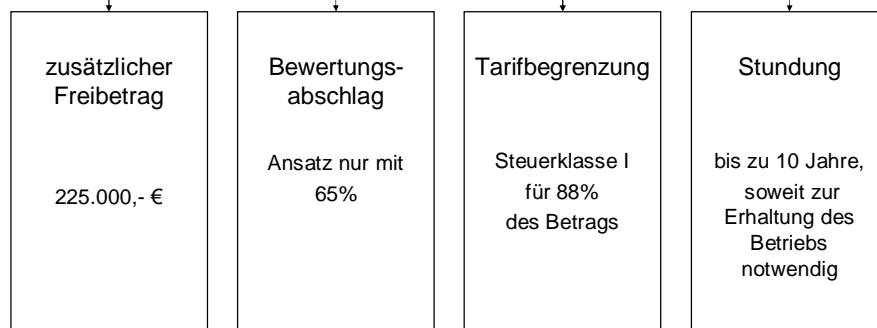 zusätzlicher
Freibetrag
225.000,- €
Bewertungs-
abschlag
Ansatz nur mit
65%
Tarifbegrenzung
Steuerklasse I
für 88%
des Betrags
Stundung
bis zu 10 Jahre,
soweit zur
Erhaltung des
Betriebs
notwendig